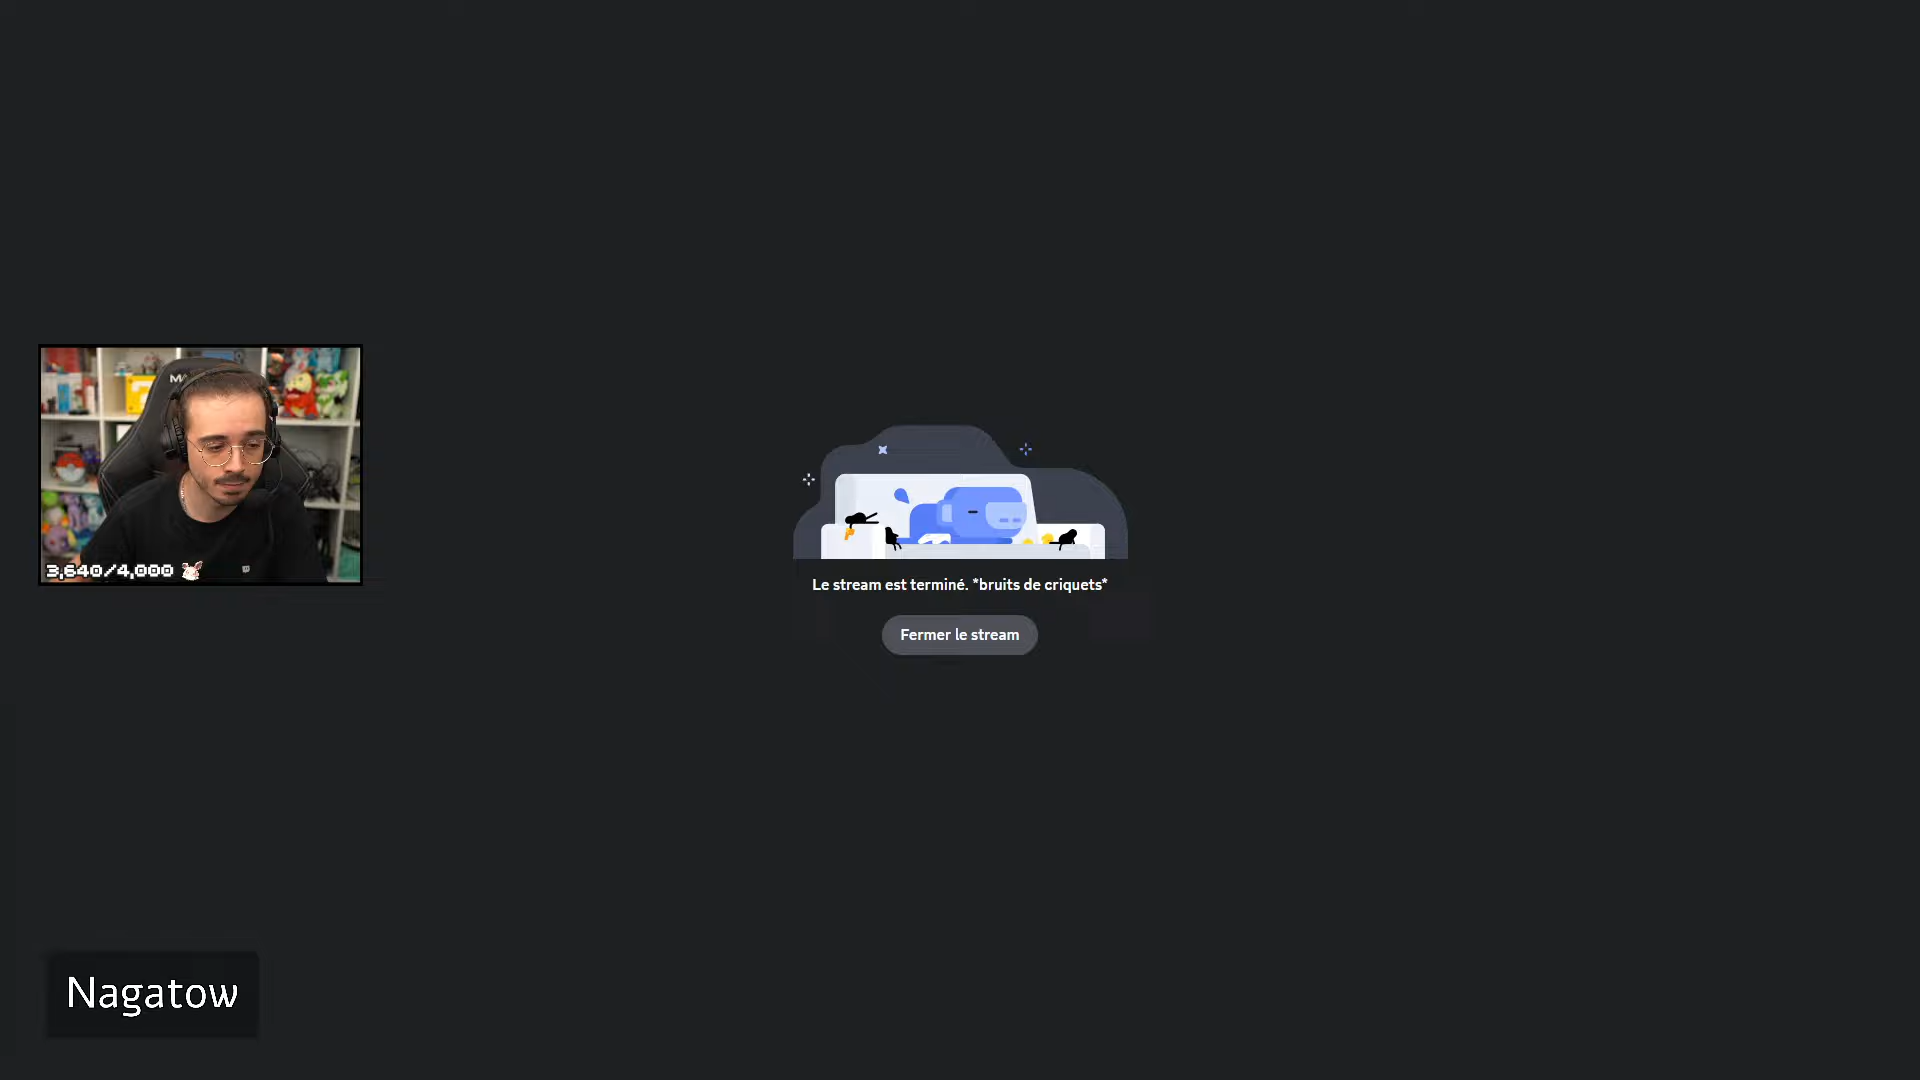 3,640/4,000
Le stream est terminé. *bruits de criquets*
Fermer le stream
Nagatow